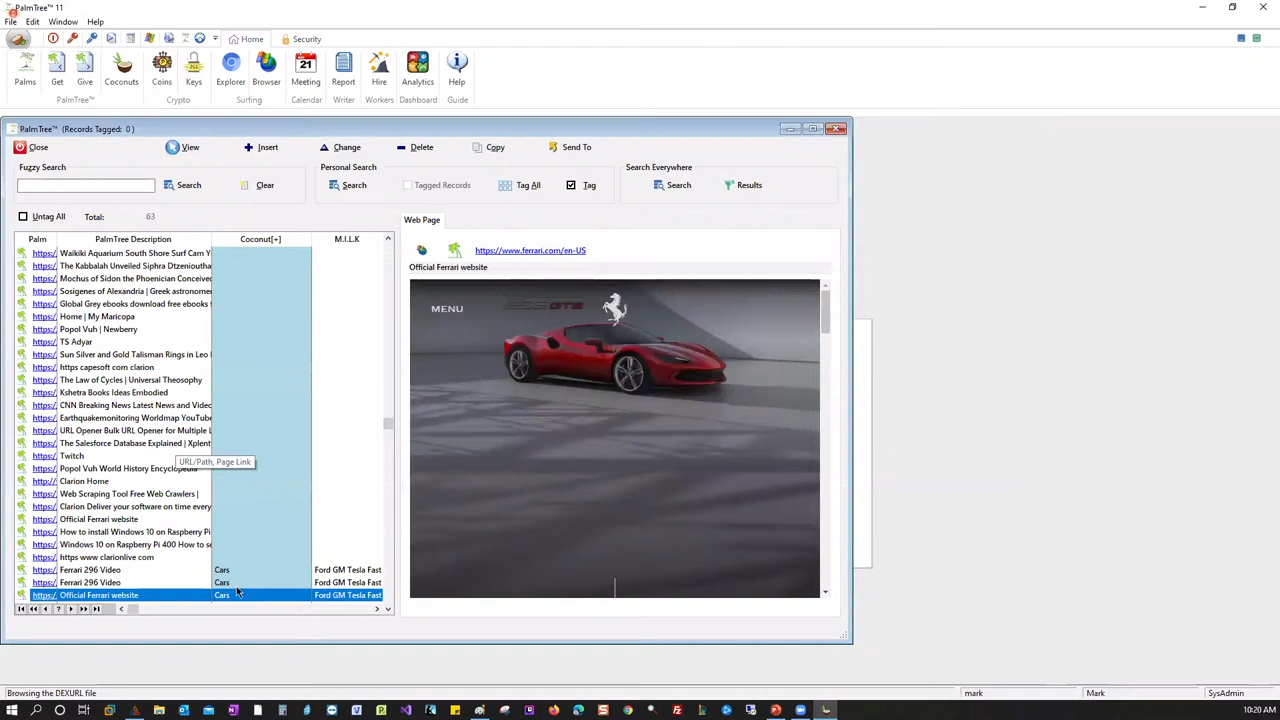 PalmTree™ 11
File Edit Window Help
Home Security
Palms Get Give Coconuts Coins Keys Explorer Browser Meeting Report Hire Analytics Help
21
PalmTree™ Crypto Surfing Calendar Writer Workers Dashboard Guide
PalmTree™ (Records Tagged: 0 )
Close View Insert Change Delete Copy Send To
Fuzzy Search Personal Search Search Everywhere
Search Clear Search Tagged Records Tag All Tag Search Results
Untag All Total: 63
Web Page
Palm PalmTree Description Coconut[+] M.I.L.K
https://www.ferrari.com/en-US
Official Ferrari website
MENU
https:/ Waikiki Aquarium South Shore Surf Cam Y
https:/ The Kabbalah Unveiled Siphra Dtzenioutha
https:/ Mochus of Sidon the Phoenician Conceived
https:/ Sosigenes of Alexandria | Greek astronome
https:/ Global Grey ebooks download free ebooks
https:/ Home | My Maricopa
https:/ Popol Vuh | Newberry
https:/ TS Adyar
https:/ Sun Silver and Gold Talisman Rings in Leo
https:/ https capesoft com clarion
https:/ The Law of Cycles | Universal Theosophy
https:/ Kshetra Books Ideas Embodied
https:/ CNN Breaking News Latest News and Video
https:/ Earthquakemonitoring Worldmap YouTube
https:/ URL Opener Bulk URL Opener for Multiple L
https:/ The Salesforce Database Explained | Xplent
https:/ Twitch
URL/Path, Page Link
https:/ Popol Vuh World History Encyclopedia
http:// Clarion Home
https:/ Web Scraping Tool Free Web Crawlers |
https:/ Clarion Deliver your software on time every
https:/ Official Ferrari website
https:/ How to install Windows 10 on Raspberry Pi
https:/ Windows 10 on Raspberry Pi 400 How to se
https:/ https www clarionlive com
https:/ Ferrari 296 Video Cars Ford GM Tesla Fast
https:/ Ferrari 296 Video Cars Ford GM Tesla Fast
https:/ Official Ferrari website Cars Ford GM Tesla Fast
Browsing the DEXURL file mark Mark SysAdmin
10:20 AM